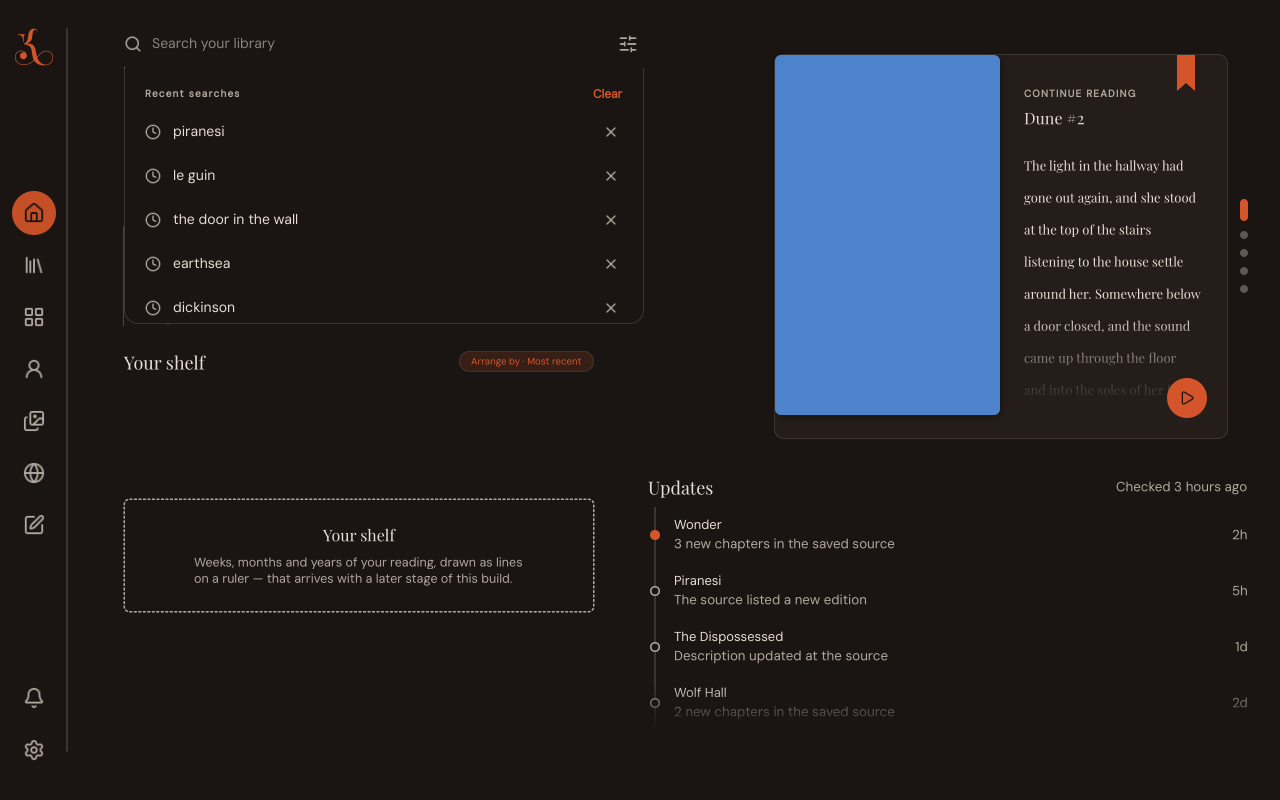 Search your library
Recent searches
Clear
piranesi
le guin
the door in the wall
earthsea
dickinson
Your shelf
Arrange by · Most recent
Your shelf
Weeks, months and years of your reading, drawn as lines
on a ruler — that arrives with a later stage of this build.
CONTINUE READING
Dune #2
The light in the hallway had
gone out again, and she stood
at the top of the stairs
listening to the house settle
around her. Somewhere below
a door closed, and the sound
came up through the floor
and into the soles of her
Updates
Checked 3 hours ago
Wonder
3 new chapters in the saved source
2h
Piranesi
The source listed a new edition
5h
The Dispossessed
Description updated at the source
1d
Wolf Hall
2 new chapters in the saved source
2d